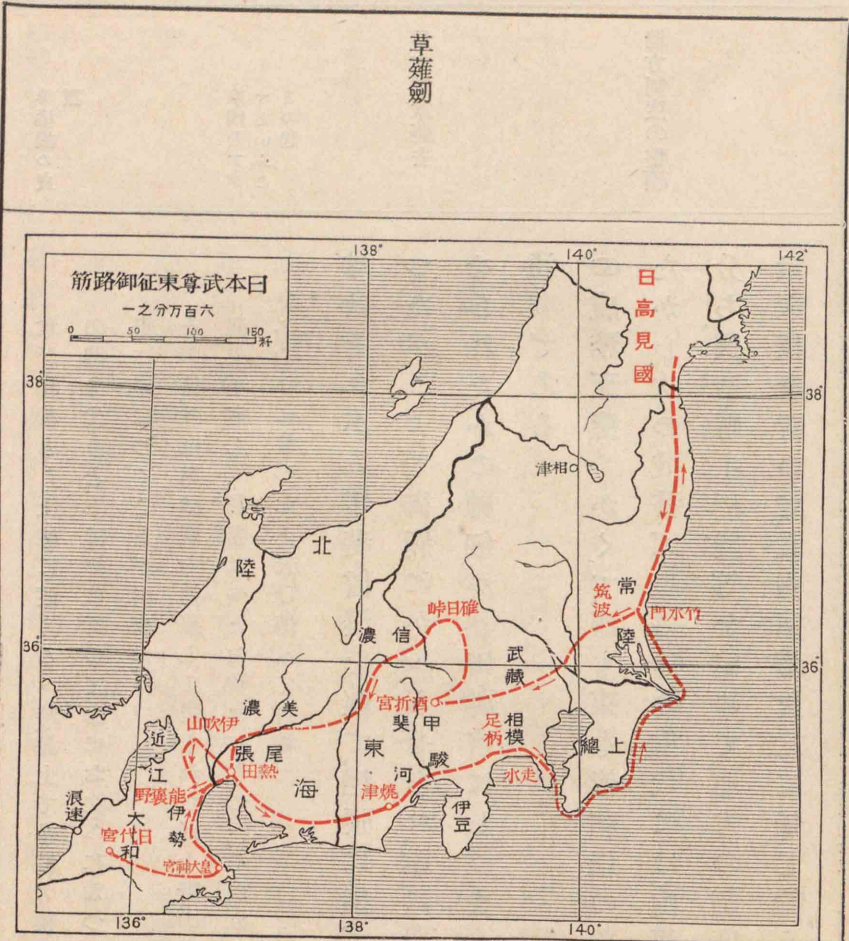 草薙劒
138°
140°
142°
日本武尊東征御路筋
六百万分之一
0 50 100 150 粁
日高見國
38°
38°
相津
北陸
常陸
筑波
竹水門
碓日峠
信濃
36°
36°
武藏
酒折宮
甲斐
美濃
伊吹山
尾張
熱田
近江
東海
駿河
相模
足柄
走水
上總
燒津
伊豆
能褒野
伊勢
浪速
大和
日代宮
皇大神宮
136°
138°
140°